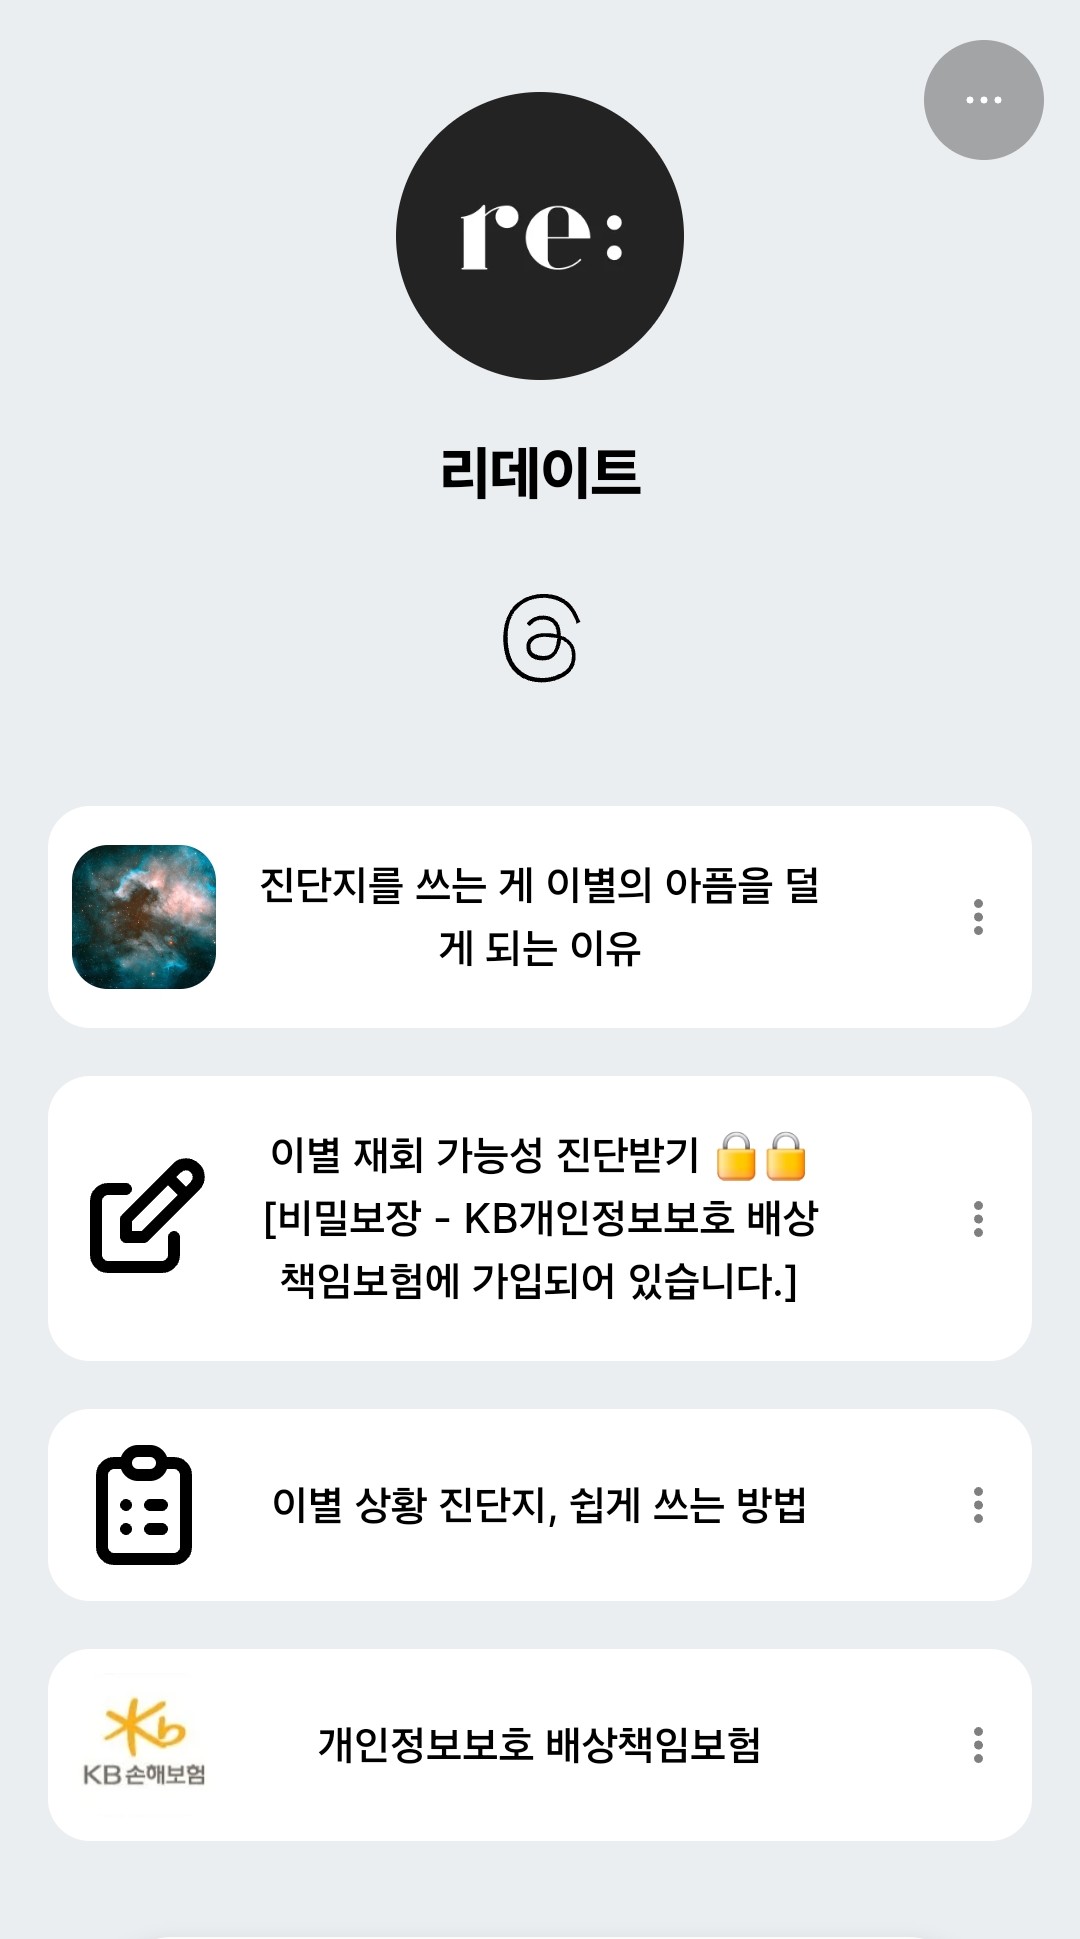 re:
리데이트
진단지를 쓰는 게 이별의 아픔을 덜
게 되는 이유
이별 재회 가능성 진단받기 🔒🔒
[비밀보장 - KB개인정보보호 배상
책임보험에 가입되어 있습니다.]
이별 상황 진단지, 쉽게 쓰는 방법
Kb
KB손해보험
개인정보보호 배상책임보험